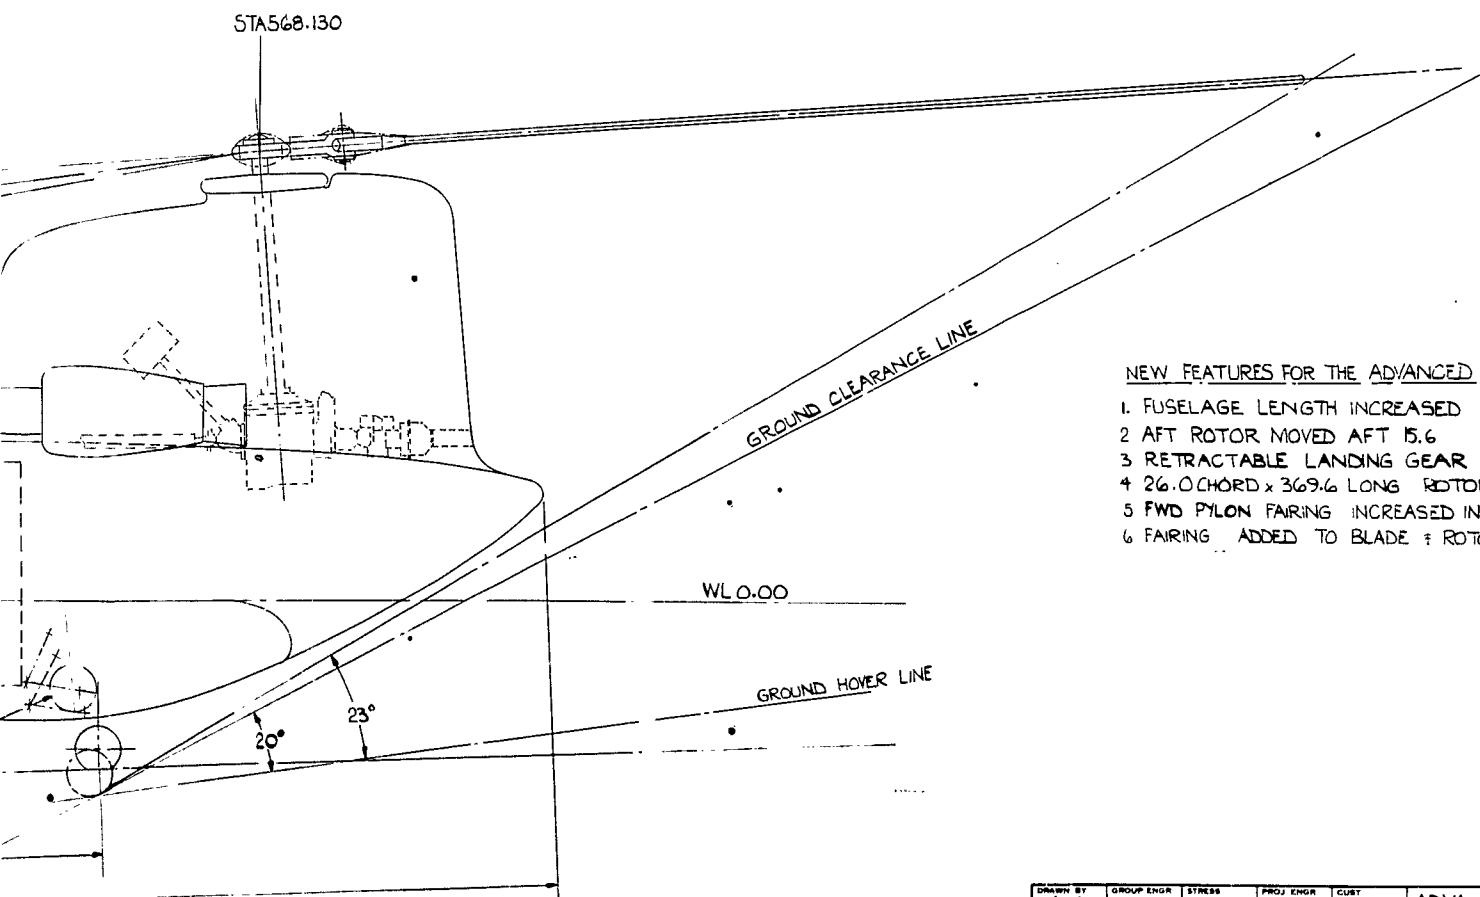 STA568.130
GROUND CLEARANCE LINE
NEW FEATURES FOR THE ADVANCED
1. FUSELAGE LENGTH INCREASED
2 AFT ROTOR MOVED AFT 15.6
3 RETRACTABLE LANDING GEAR
4 26.0 CHORD x 369.6 LONG ROTO
5 FWD PYLON FAIRING INCREASED IN
6 FAIRING ADDED TO BLADE & ROT
WL 0.00
GROUND HOVER LINE
23°
20°
DRAWN BY GROUP ENGR STRESS PROJ ENGR CUST